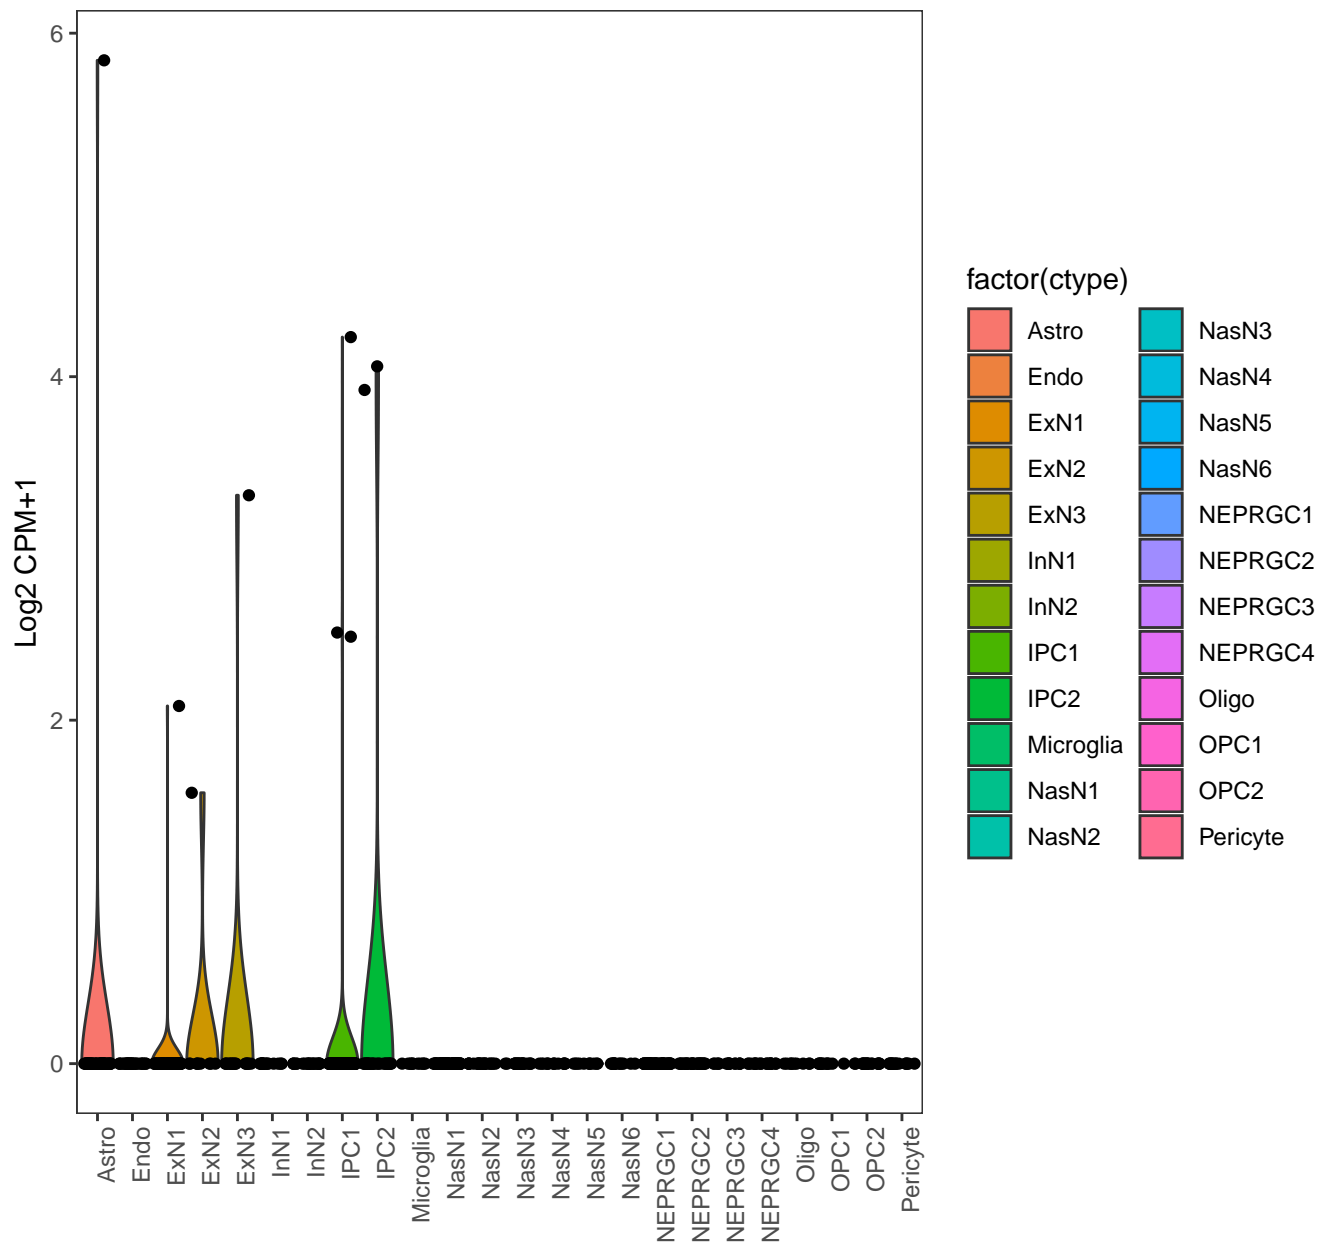 6
4
2
0
Log2 CPM+1
Astro
Endo
ExN1
ExN2
ExN3
InN1
InN2
IPC1
IPC2
Microglia
NasN1
NasN2
NasN3
NasN4
NasN5
NasN6
NEPRGC1
NEPRGC2
NEPRGC3
NEPRGC4
Oligo
OPC1
OPC2
Pericyte
factor(ctype)
Astro
Endo
ExN1
ExN2
ExN3
InN1
InN2
IPC1
IPC2
Microglia
NasN1
NasN2
NasN3
NasN4
NasN5
NasN6
NEPRGC1
NEPRGC2
NEPRGC3
NEPRGC4
Oligo
OPC1
OPC2
Pericyte